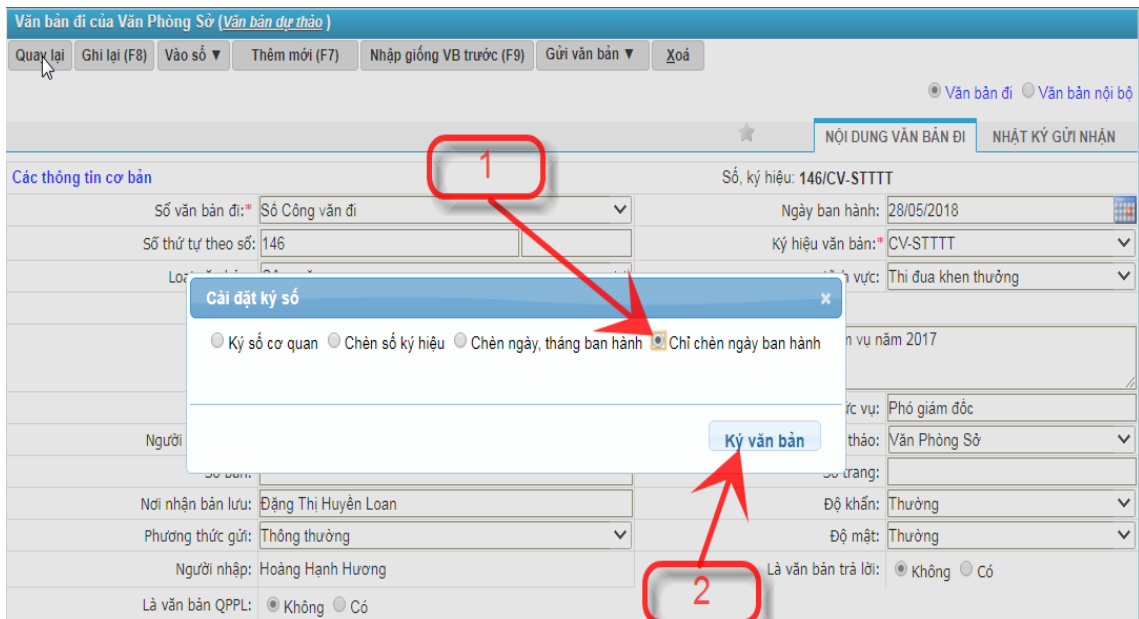 Văn bản đi của Văn Phòng Sở (Văn bản dự thảo )
Quay lại Ghi lại (F8) Vào số ▼ Thêm mới (F7) Nhập giống VB trước (F9) Gửi văn bản ▼ Xoá
Văn bản đi Văn bản nội bộ
NỘI DUNG VĂN BẢN ĐI NHẬT KÝ GỬI NHẬN
1
Các thông tin cơ bản Số, ký hiệu: 146/CV-STTTT
Sổ văn bản đi:* Sổ Công văn đi Ngày ban hành: 28/05/2018
Số thứ tự theo sổ: 146 Ký hiệu văn bản:* CV-STTTT
vực: Thi đua khen thưởng
Cài đặt ký số ×
Ký số cơ quan Chèn số ký hiệu Chèn ngày, tháng ban hành Chỉ chèn ngày ban hành
vụ năm 2017
vụ: Phó giám đốc
Người Ký văn bản thảo: Văn Phòng Sở
trang:
Nơi nhận bản lưu: Đặng Thị Huyền Loan Độ khẩn: Thường
Phương thức gửi: Thông thường Độ mật: Thường
Người nhập: Hoàng Hạnh Hương Là văn bản trả lời: Không Có
2
Là văn bản QPPL: Không Có